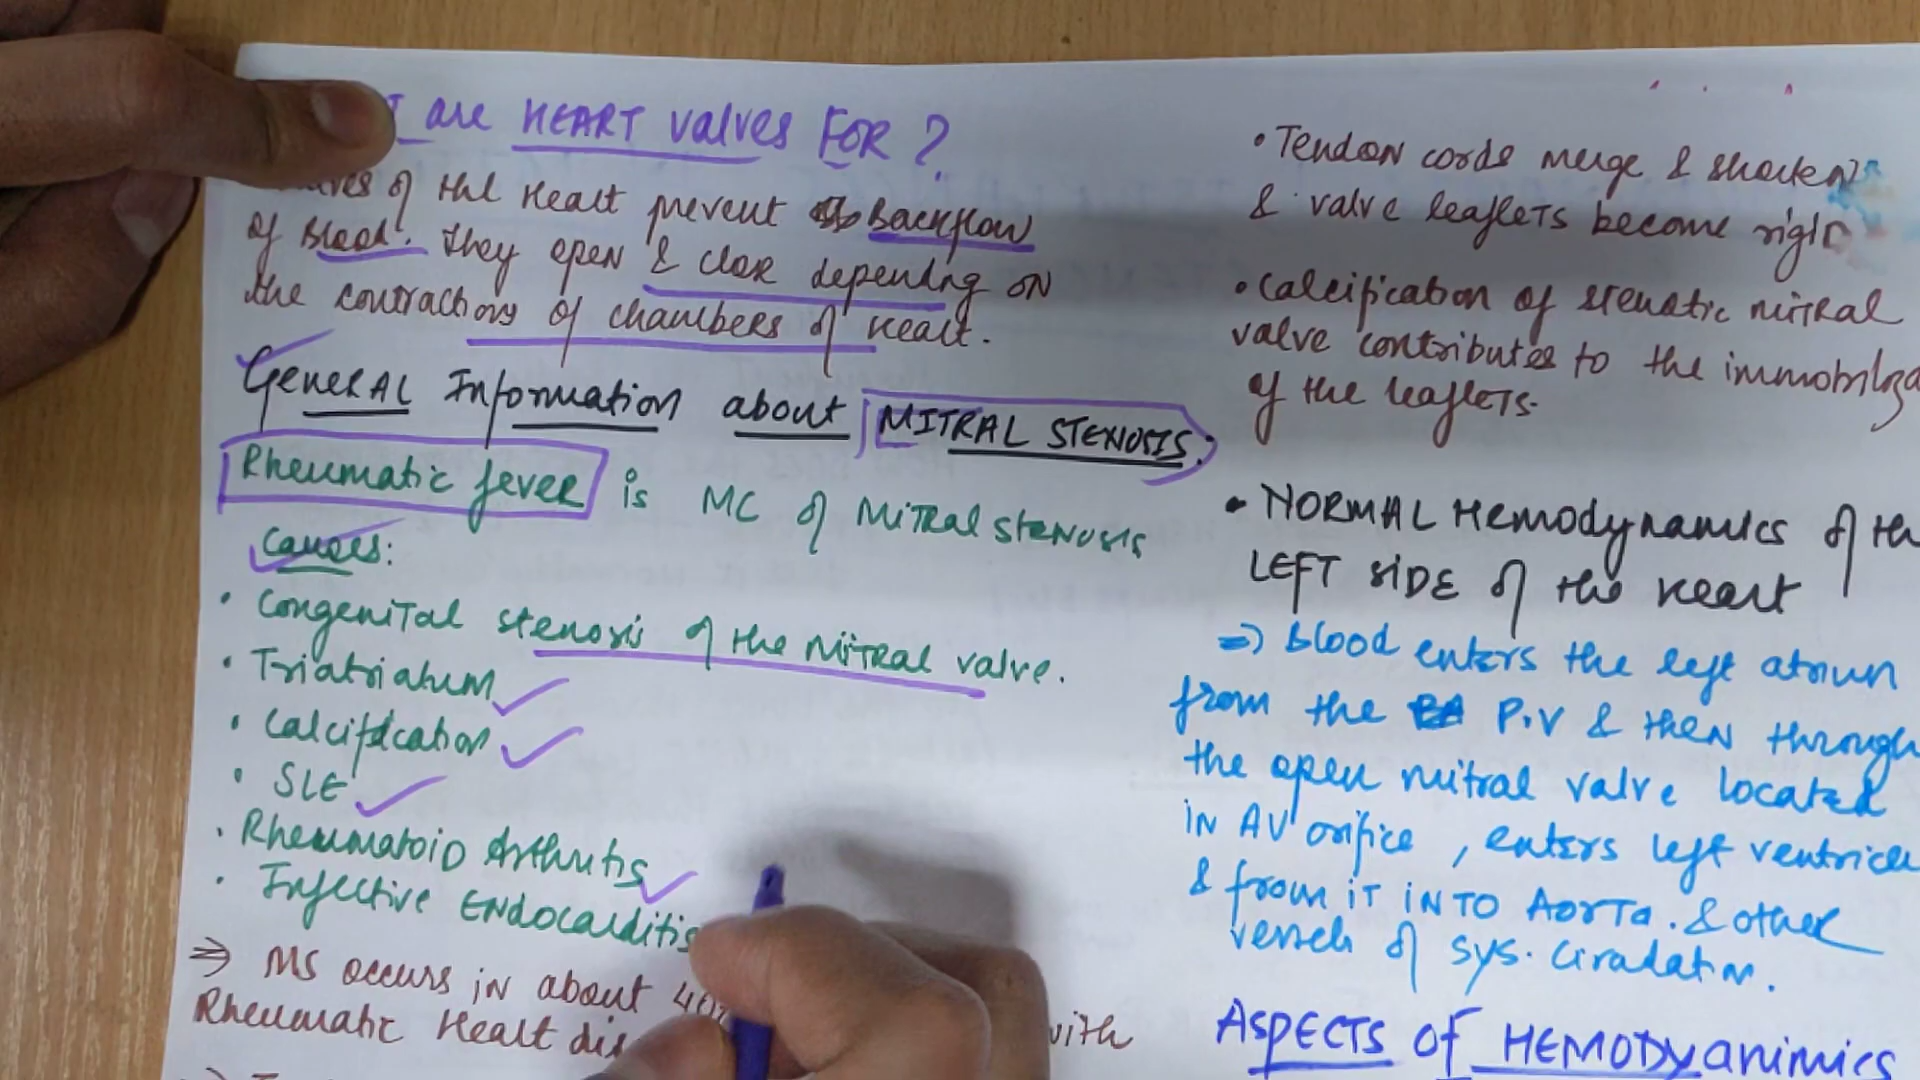 are HEART valves FOR ?
of the Heart prevent Backflow
of Blood. They open & close depending ON
the contractions of chambers of Heart.
General Information about MITRAL STENOSIS:
Rheumatic fever is MC of Mitral stenosis
Causes:
• Congenital stenosis of the Mitral valve.
• Triatriatum
• Calcification
• SLE
• Rheumatoid Arthritis
• Infective Endocarditis
⇒ MS occurs in about
Rheumatic Heart with
• Tendon cords merge & shorten
& valve leaflets become rigid
• Calcification of stenotic mitral
valve contributes to the
of the leaflets.
• NORMAL Hemodynamics of
LEFT SIDE of the Heart
⇒) Blood enters the left atrium
from the P.V & then through
the open mitral valve located
in AV orifice, enters left
& from it INTO Aorta. & other
vessels of sys. Circulation.
ASPECTS of HEMODYanimics